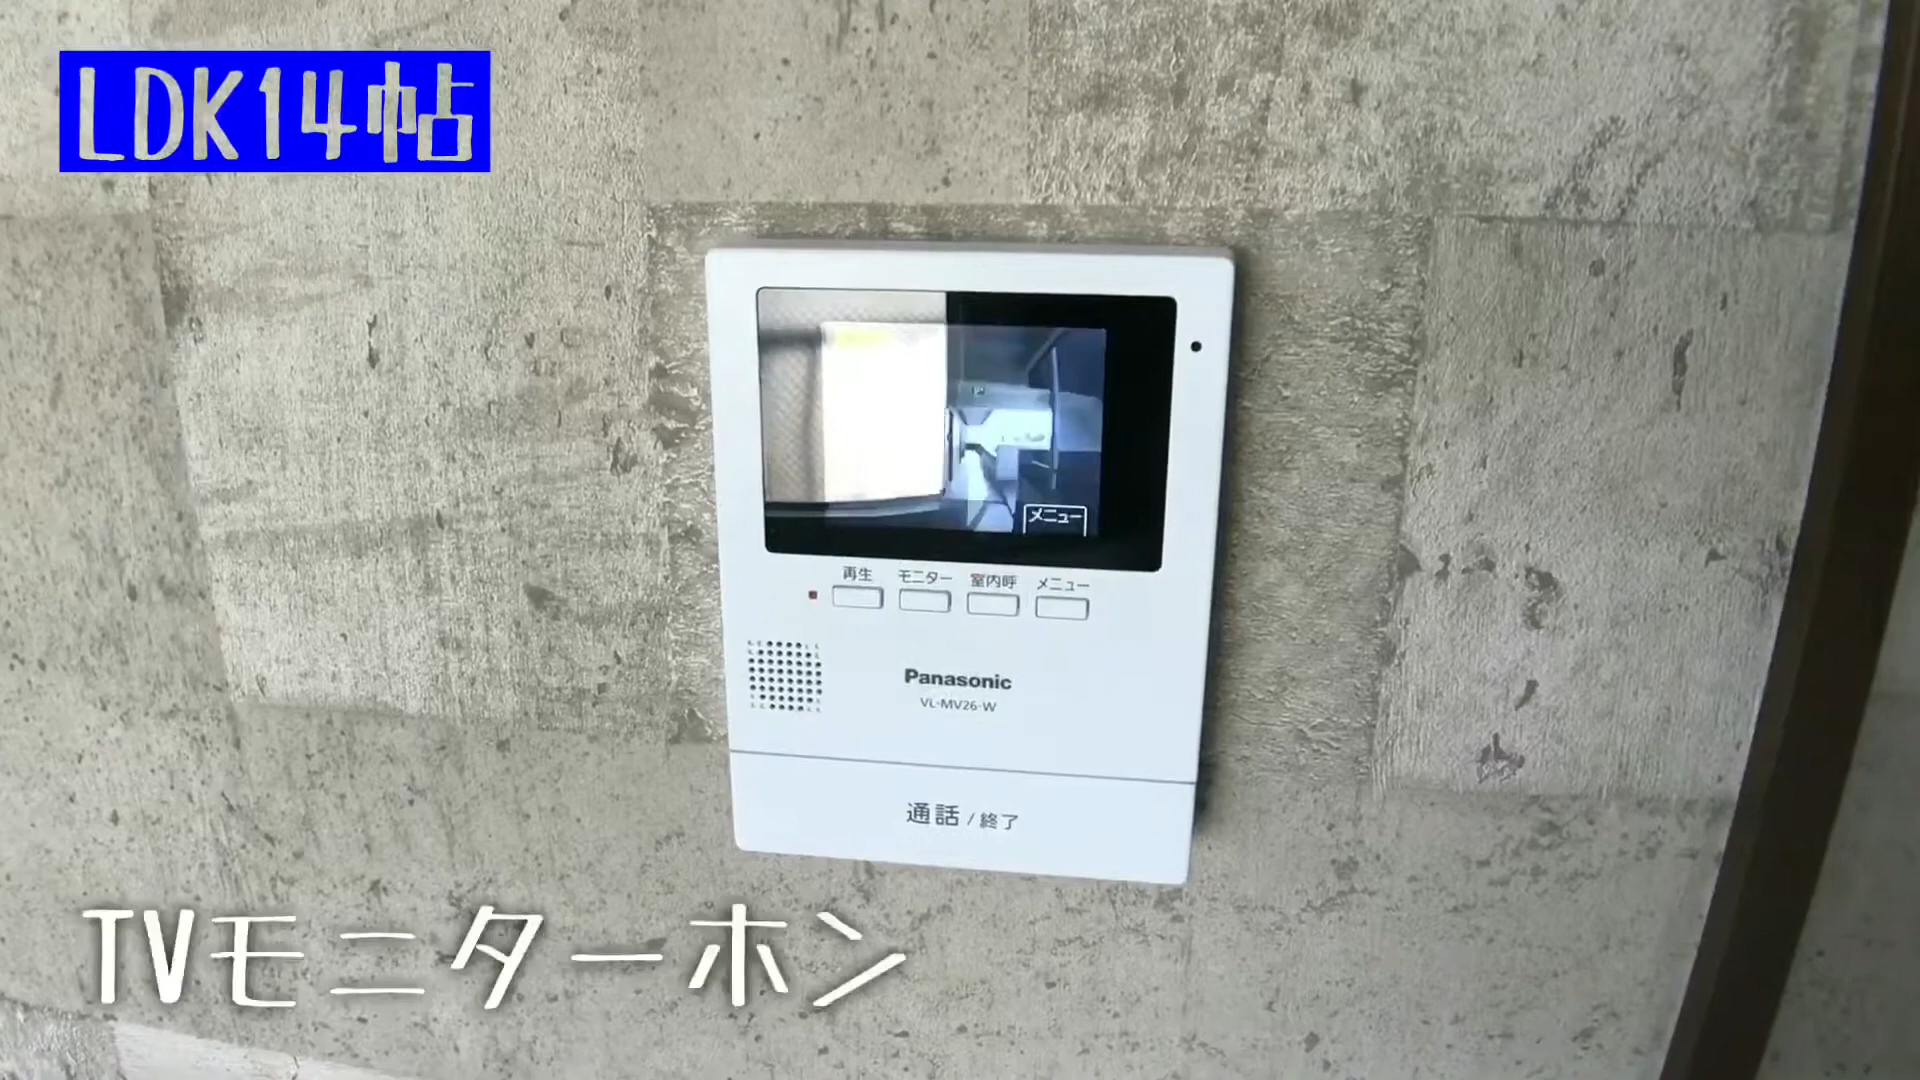 LDK14帖
メニュー
再生 モニター 室内呼 メニュー
Panasonic
VL-MV26-W
通話 / 終了
TVモニターホン